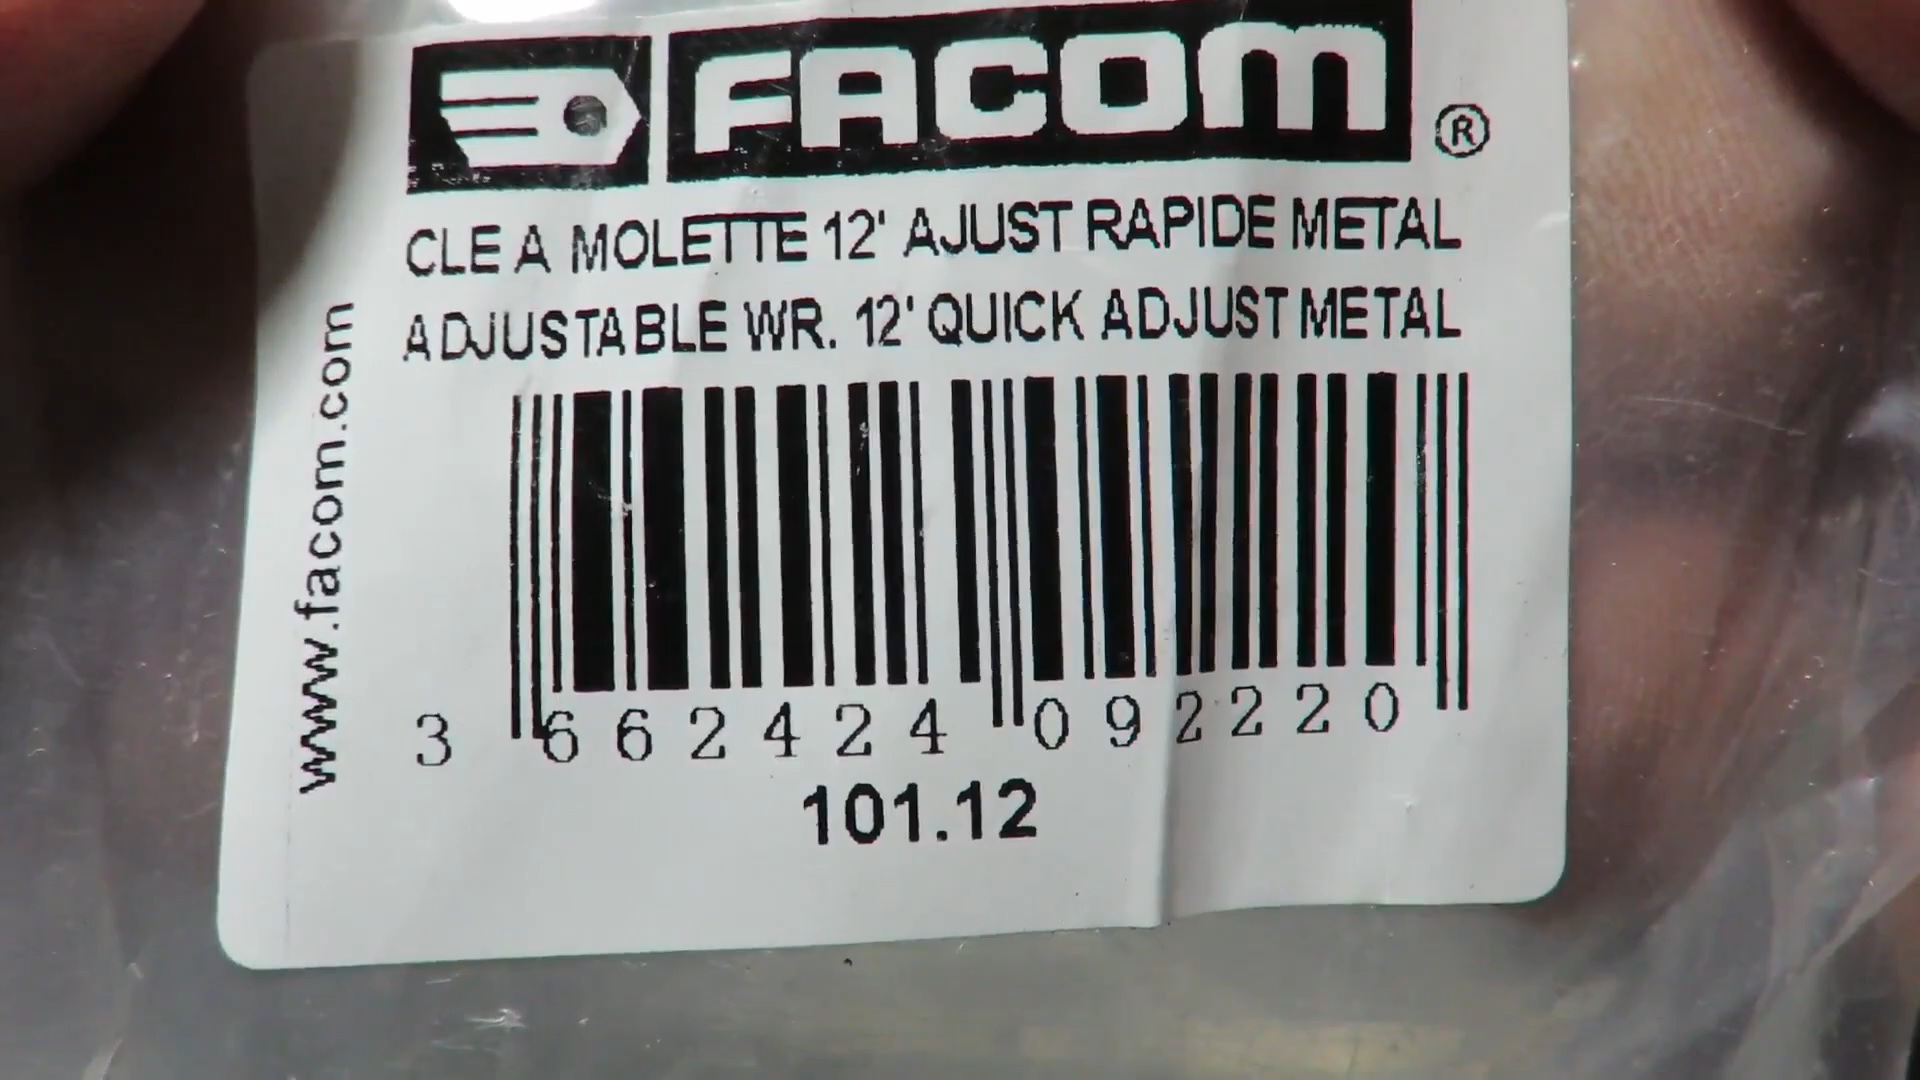 FACOM ®
CLE A MOLETTE 12' AJUST RAPIDE METAL
ADJUSTABLE WR. 12' QUICK ADJUST METAL
www.facom.com
3 662424 092220
101.12